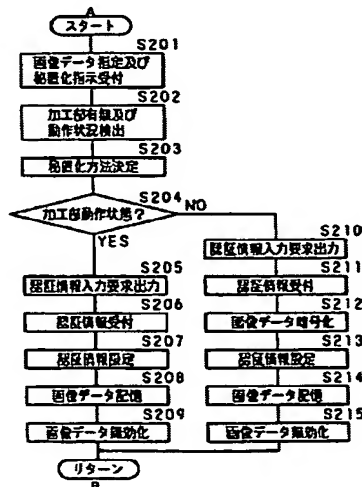 A
スタート
S201
画像データ指定及び
秘匿化指示受付
S202
加工部有無及び
動作状況検出
S203
秘匿化方法決定
S204
加工部動作状態?
NO
YES
S205
認証情報入力要求出力
S206
認証情報受付
S207
認証情報設定
S208
画像データ記憶
S209
画像データ無効化
S210
認証情報入力要求出力
S211
認証情報受付
S212
画像データ暗号化
S213
認証情報設定
S214
画像データ記憶
S215
画像データ無効化
リターン